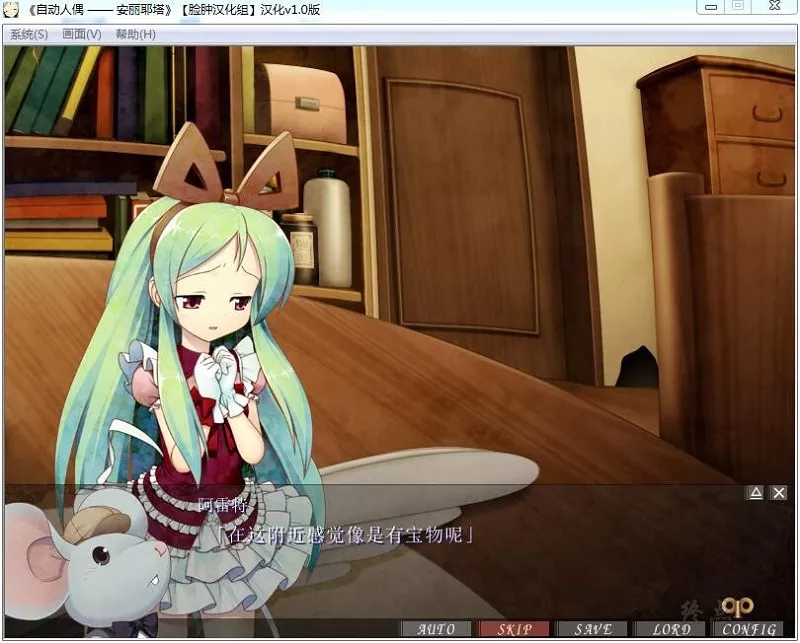 《自动人偶 —— 安丽耶塔》【脸肿汉化组】汉化v1.0版
系统(S) 画面(V) 帮助(H)
阿雷特
「在这附近感觉像是有宝物呢」
AUTO SKIP SAVE LORD CONFIG